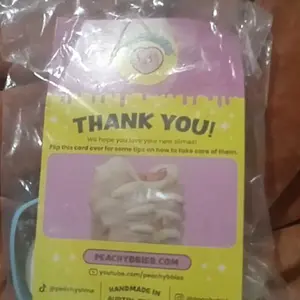 THANK YOU!
We hope you love your new slimes!
Flip this card over for some tips on how to take care of them.
PEACHYBBIES.COM
youtube.com/peachybbies
@peachyslime
HANDMADE IN